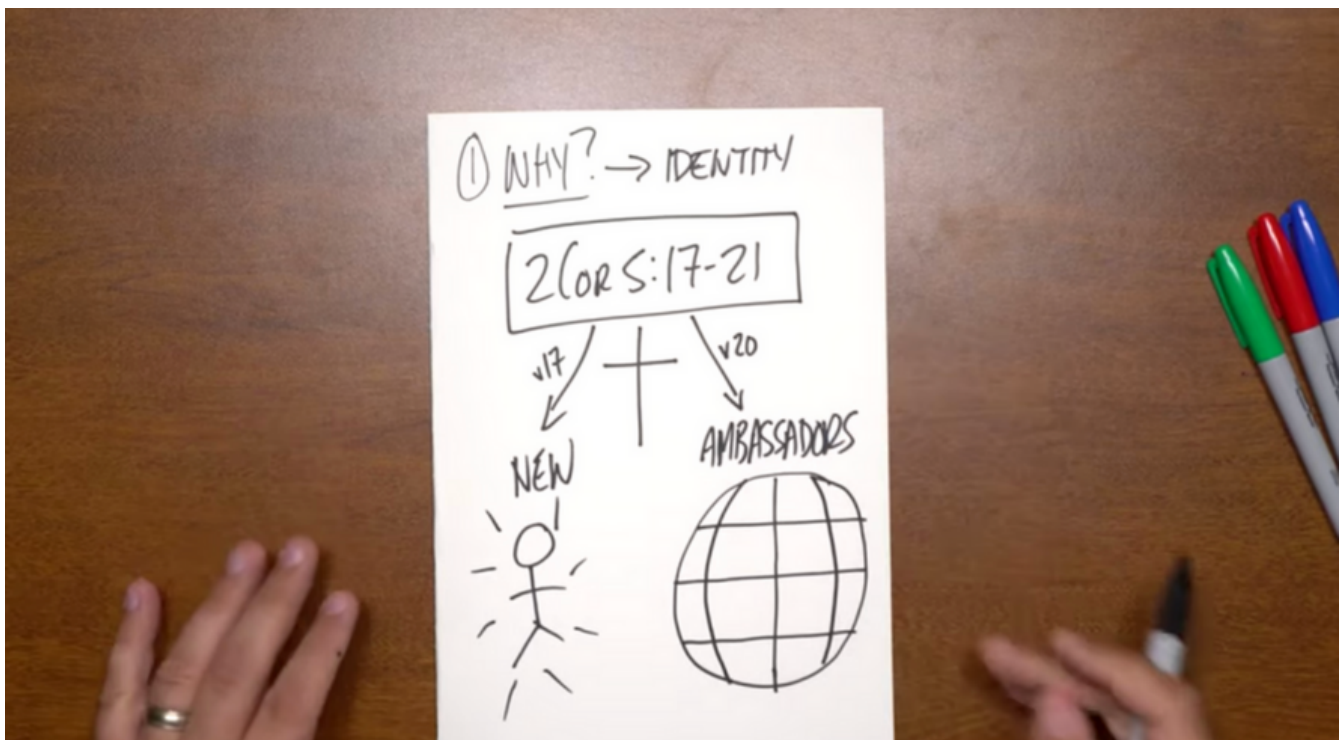 ① WHY? → IDENTITY
2COR 5:17-21
v17
v20
NEW
AMBASSADORS